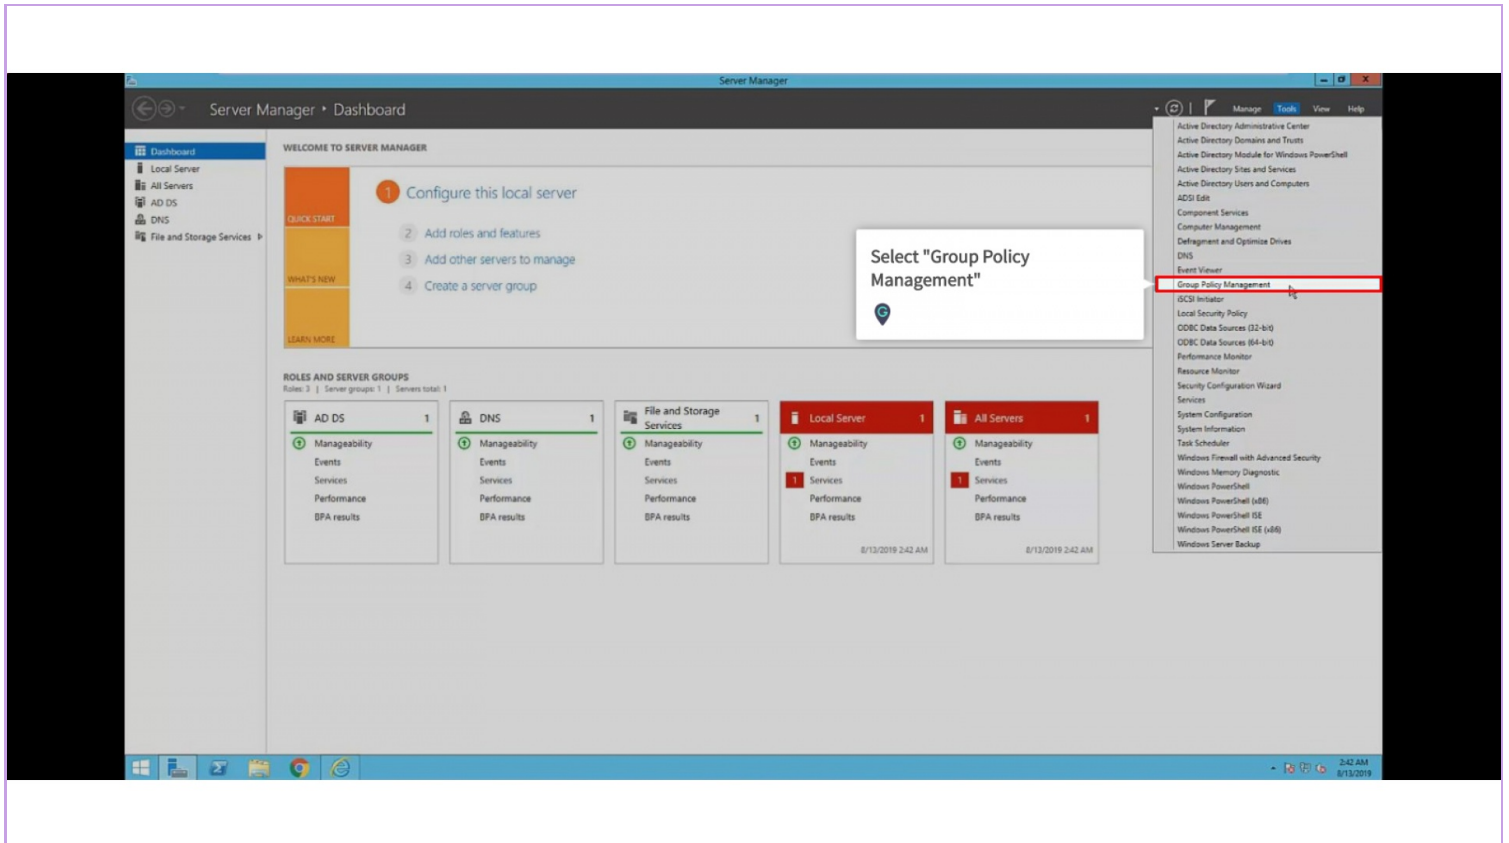 Server Manager
Server Manager • Dashboard
Manage Tools View Help
Dashboard
Local Server
All Servers
AD DS
DNS
File and Storage Services
WELCOME TO SERVER MANAGER
QUICK START
WHAT'S NEW
LEARN MORE
1 Configure this local server
2 Add roles and features
3 Add other servers to manage
4 Create a server group
Select "Group Policy
Management"
G
Active Directory Administrative Center
Active Directory Domains and Trusts
Active Directory Module for Windows PowerShell
Active Directory Sites and Services
Active Directory Users and Computers
ADSI Edit
Component Services
Computer Management
Defragment and Optimize Drives
DNS
Event Viewer
Group Policy Management
iSCSI Initiator
Local Security Policy
ODBC Data Sources (32-bit)
ODBC Data Sources (64-bit)
Performance Monitor
Resource Monitor
Security Configuration Wizard
Services
System Configuration
System Information
Task Scheduler
Windows Firewall with Advanced Security
Windows Memory Diagnostic
Windows PowerShell
Windows PowerShell (x86)
Windows PowerShell ISE
Windows PowerShell ISE (x86)
Windows Server Backup
ROLES AND SERVER GROUPS
Roles: 3 | Server groups: 1 | Servers total: 1
AD DS 1
Manageability
Events
Services
Performance
BPA results
DNS 1
Manageability
Events
Services
Performance
BPA results
File and Storage
Services 1
Manageability
Events
Services
Performance
BPA results
Local Server 1
Manageability
Events
1 Services
Performance
BPA results
8/13/2019 2:42 AM
All Servers 1
Manageability
Events
1 Services
Performance
BPA results
8/13/2019 2:42 AM
2:42 AM
8/13/2019